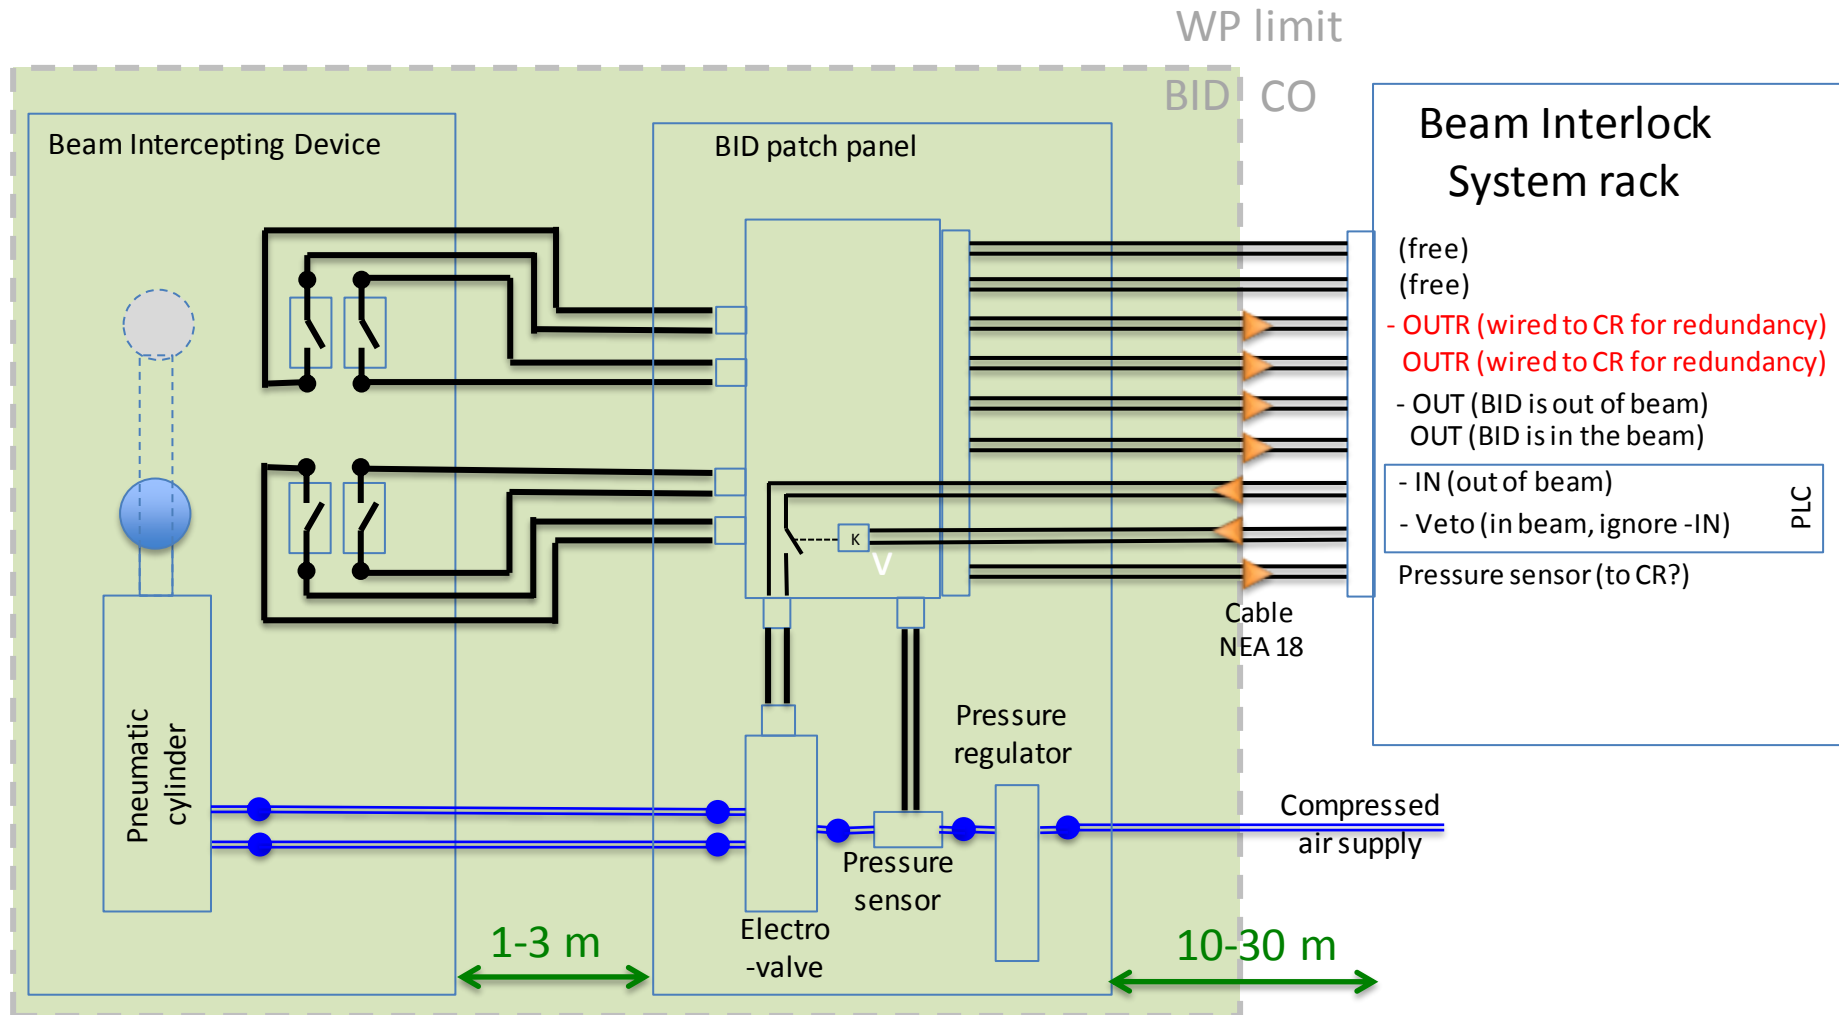 WP limit
BID
CO
Beam Intercepting Device
BID patch panel
Beam Interlock
System rack
(free)
(free)
- OUTR (wired to CR for redundancy)
OUTR (wired to CR for redundancy)
- OUT (BID is out of beam)
OUT (BID is in the beam)
- IN (out of beam)
- Veto (in beam, ignore -IN)
PLC
K
V
Pressure sensor (to CR?)
Cable
NEA 18
Pneumatic
cylinder
Pressure
regulator
Compressed
air supply
Pressure
sensor
Electro
-valve
1-3 m
10-30 m